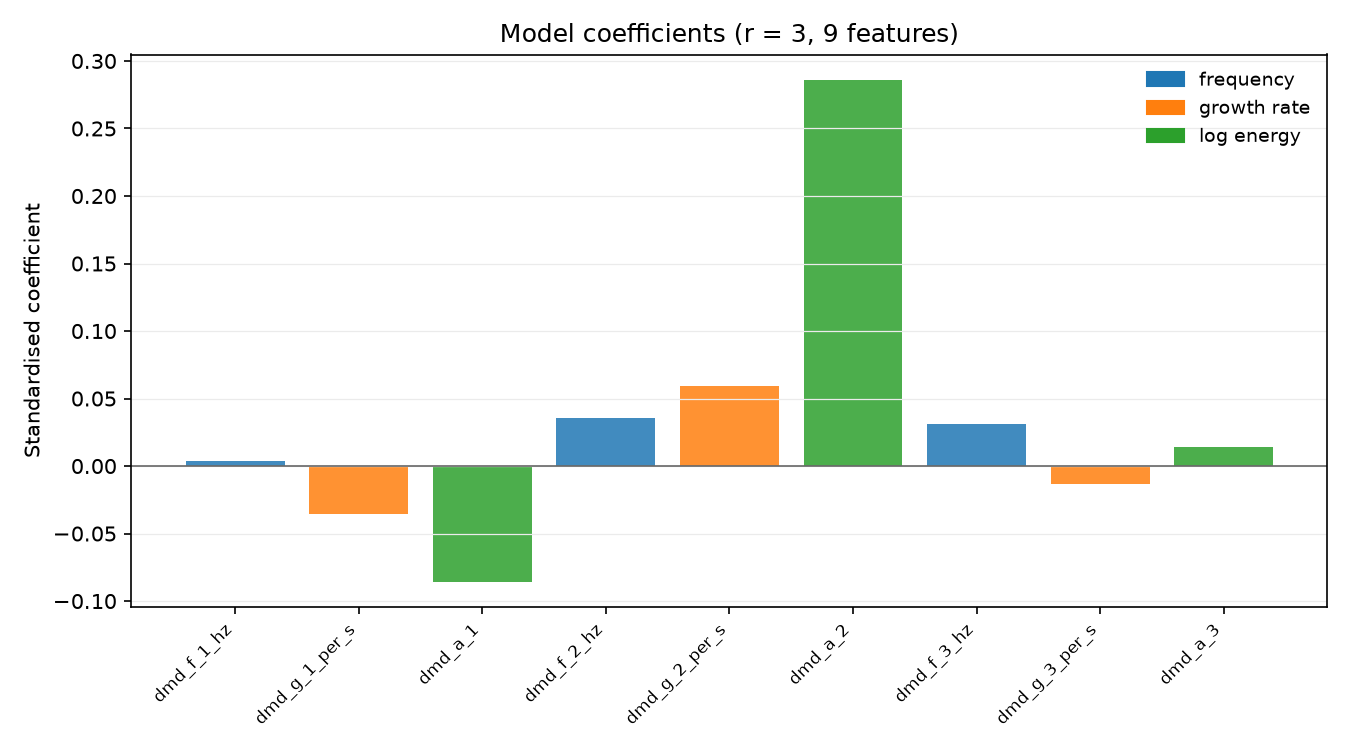 Model coefficients (r = 3, 9 features)
frequency
growth rate
log energy
Standardised coefficient
0.30
0.25
0.20
0.15
0.10
0.05
0.00
−0.05
−0.10
dmd_f_1_hz
dmd_g_1_per_s
dmd_a_1
dmd_f_2_hz
dmd_g_2_per_s
dmd_a_2
dmd_f_3_hz
dmd_g_3_per_s
dmd_a_3